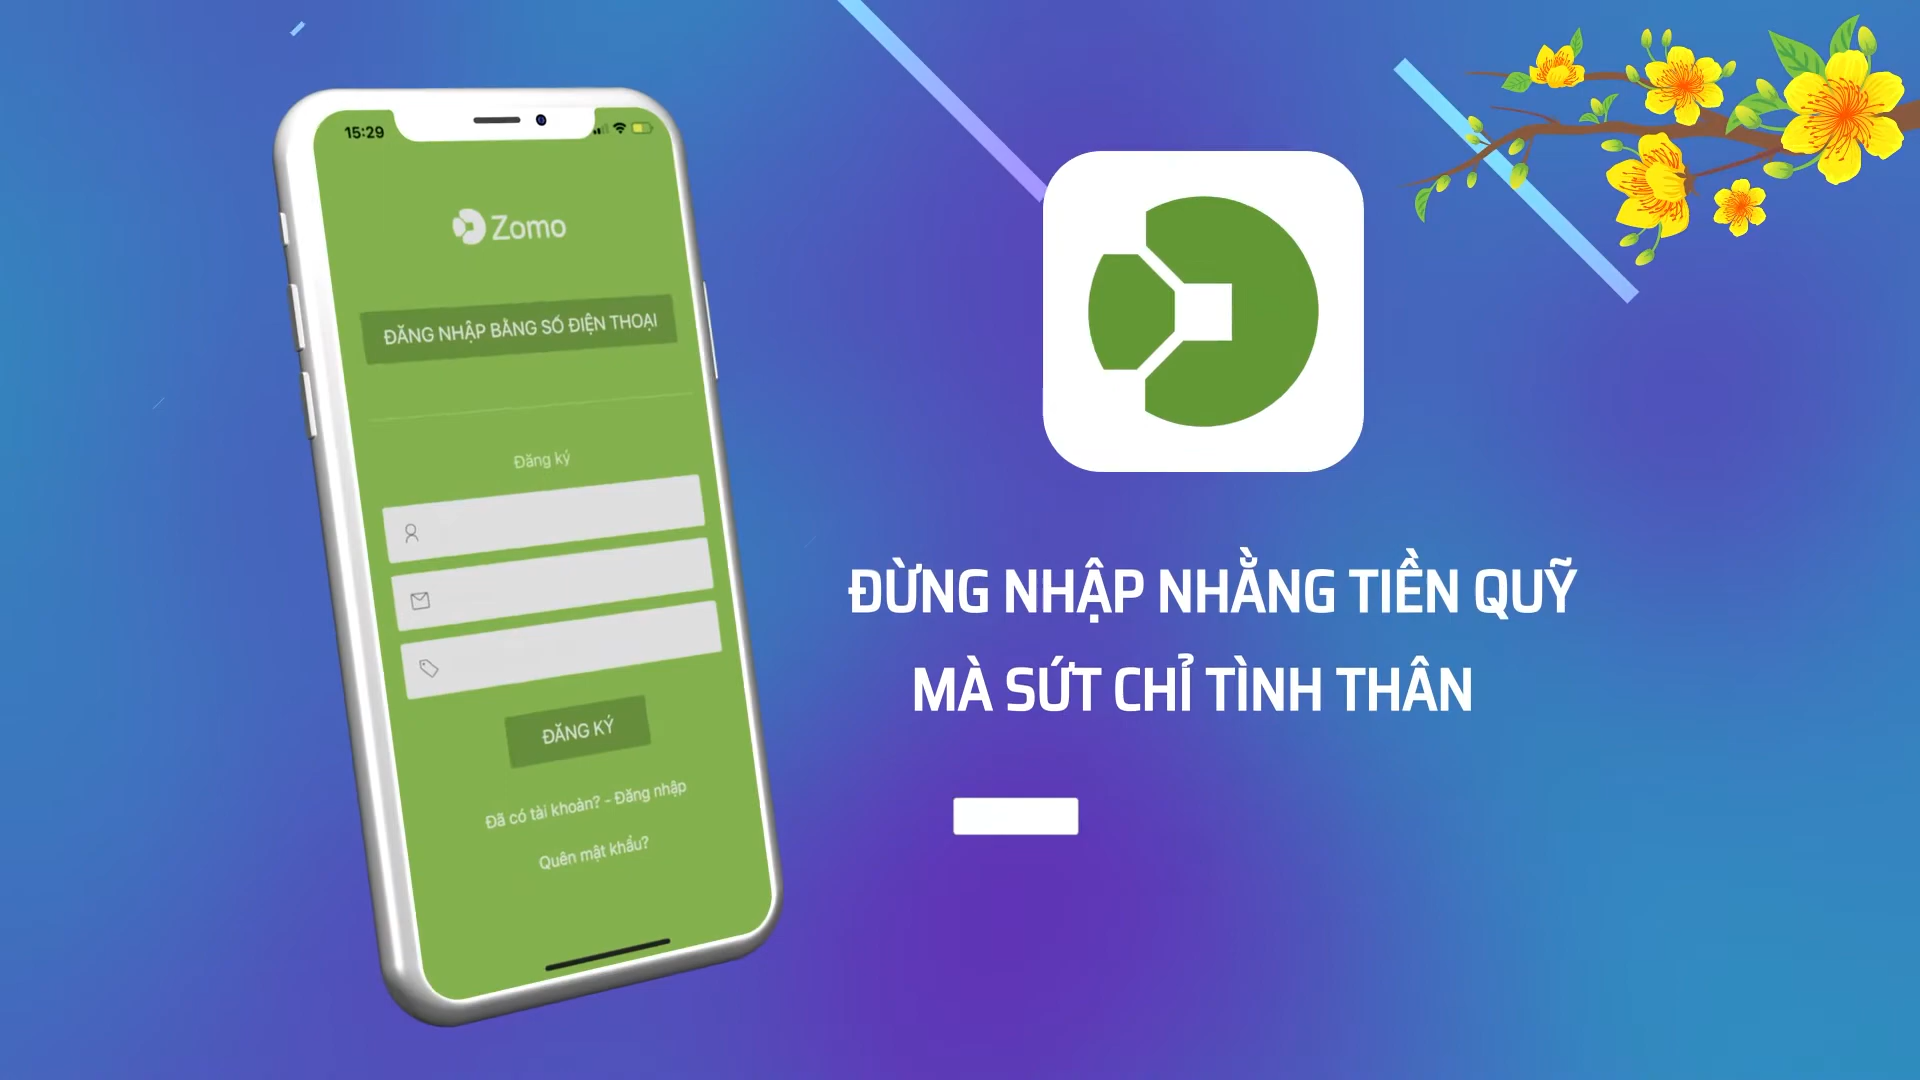 15:29
Zomo
ĐĂNG NHẬP BẰNG SỐ ĐIỆN THOẠI
Đăng ký
ĐĂNG KÝ
Đã có tài khoản? - Đăng nhập
Quên mật khẩu?
ĐỪNG NHẬP NHẰNG TIỀN QUỸ
MÀ SỨT CHỈ TÌNH THÂN